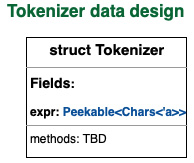 Tokenizer data design
struct Tokenizer
Fields:
expr: Peekable<Chars<'a>>
methods: TBD